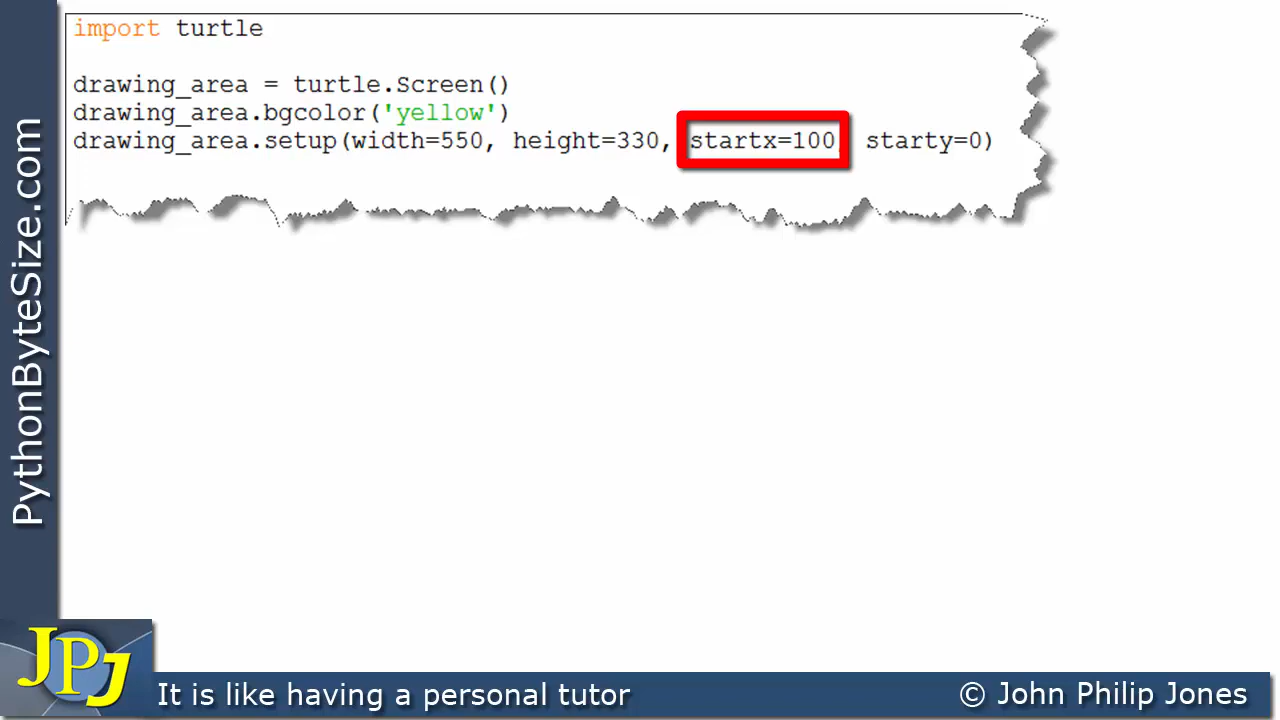 import turtle
drawing_area = turtle.Screen()
drawing_area.bgcolor('yellow')
drawing_area.setup(width=550, height=330, startx=100 starty=0)
PythonByteSize.com
JPJ
It is like having a personal tutor
© John Philip Jones